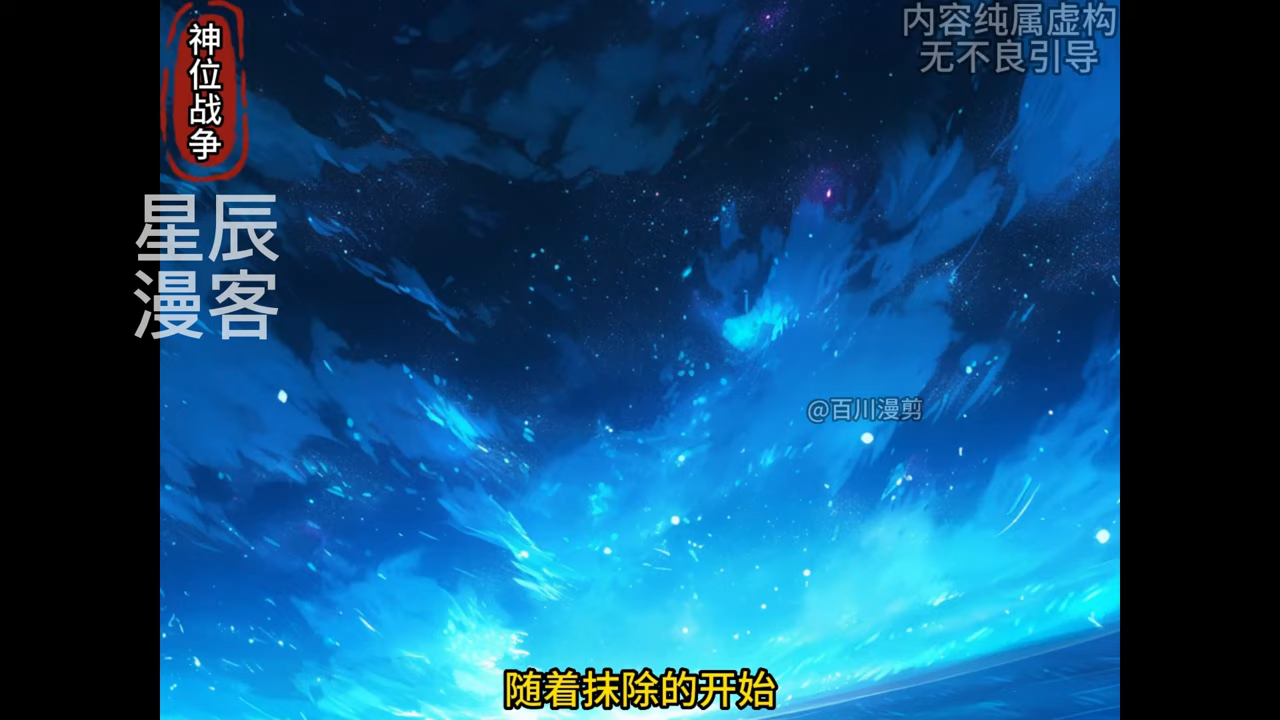 神位战争
内容纯属虚构
无不良引导
星辰
漫客
@百川漫剪
随着抹除的开始